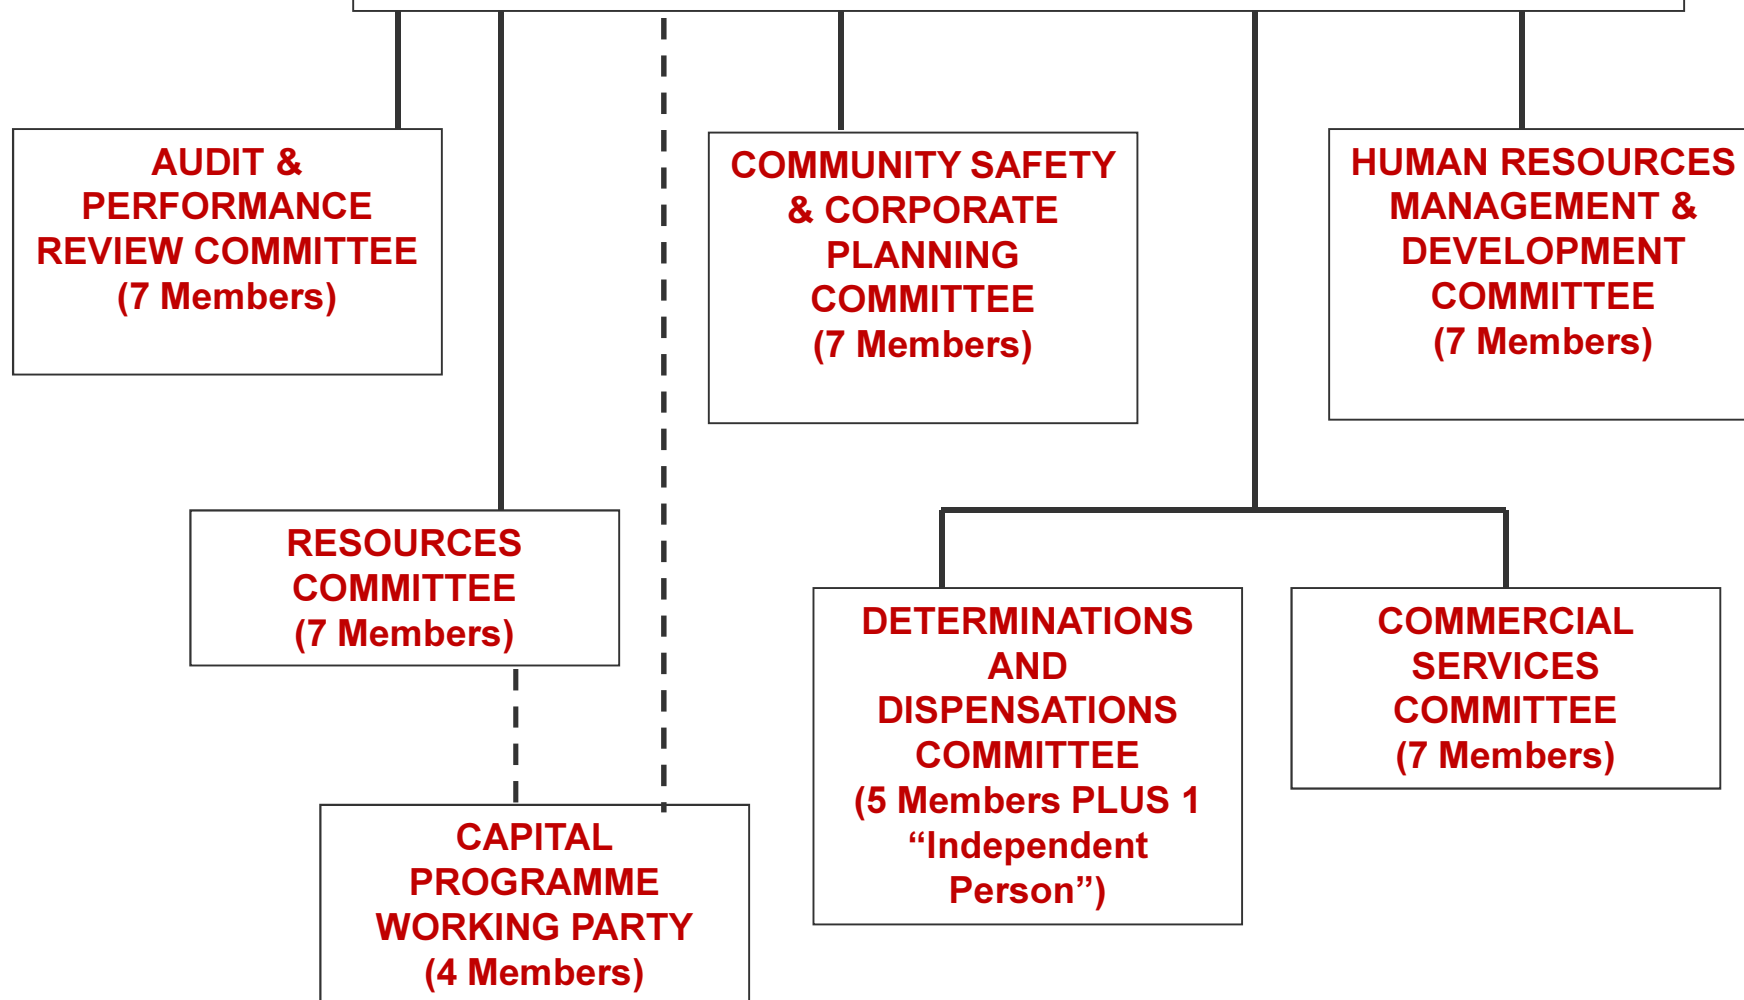 AUDIT &
PERFORMANCE
REVIEW COMMITTEE
(7 Members)
COMMUNITY SAFETY
& CORPORATE
PLANNING
COMMITTEE
(7 Members)
HUMAN RESOURCES
MANAGEMENT &
DEVELOPMENT
COMMITTEE
(7 Members)
RESOURCES
COMMITTEE
(7 Members)
DETERMINATIONS
AND
DISPENSATIONS
COMMITTEE
(5 Members PLUS 1
“Independent
Person”)
COMMERCIAL
SERVICES
COMMITTEE
(7 Members)
CAPITAL
PROGRAMME
WORKING PARTY
(4 Members)